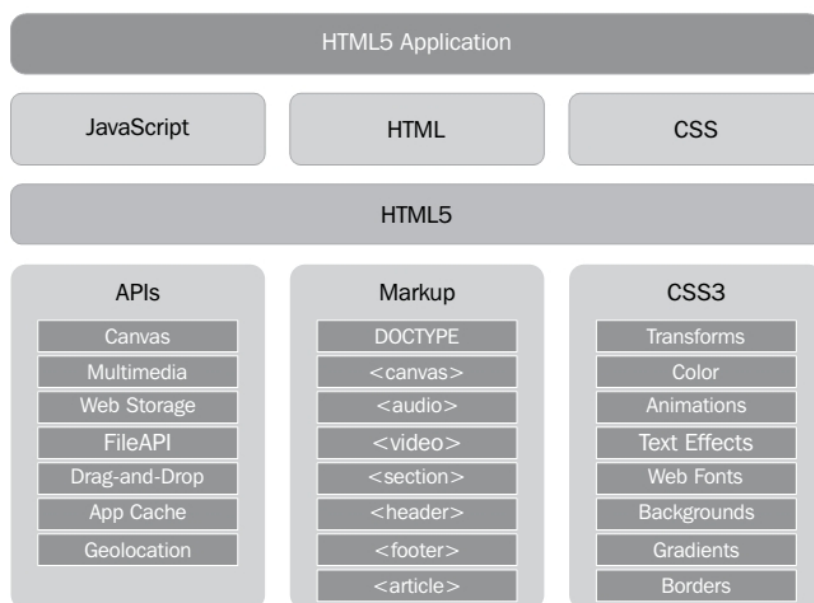 HTML5 Application
JavaScript
HTML
CSS
HTML5
APIs
Canvas
Multimedia
Web Storage
FileAPI
Drag-and-Drop
App Cache
Geolocation
Markup
DOCTYPE
<canvas>
<audio>
<video>
<section>
<header>
<footer>
<article>
CSS3
Transforms
Color
Animations
Text Effects
Web Fonts
Backgrounds
Gradients
Borders